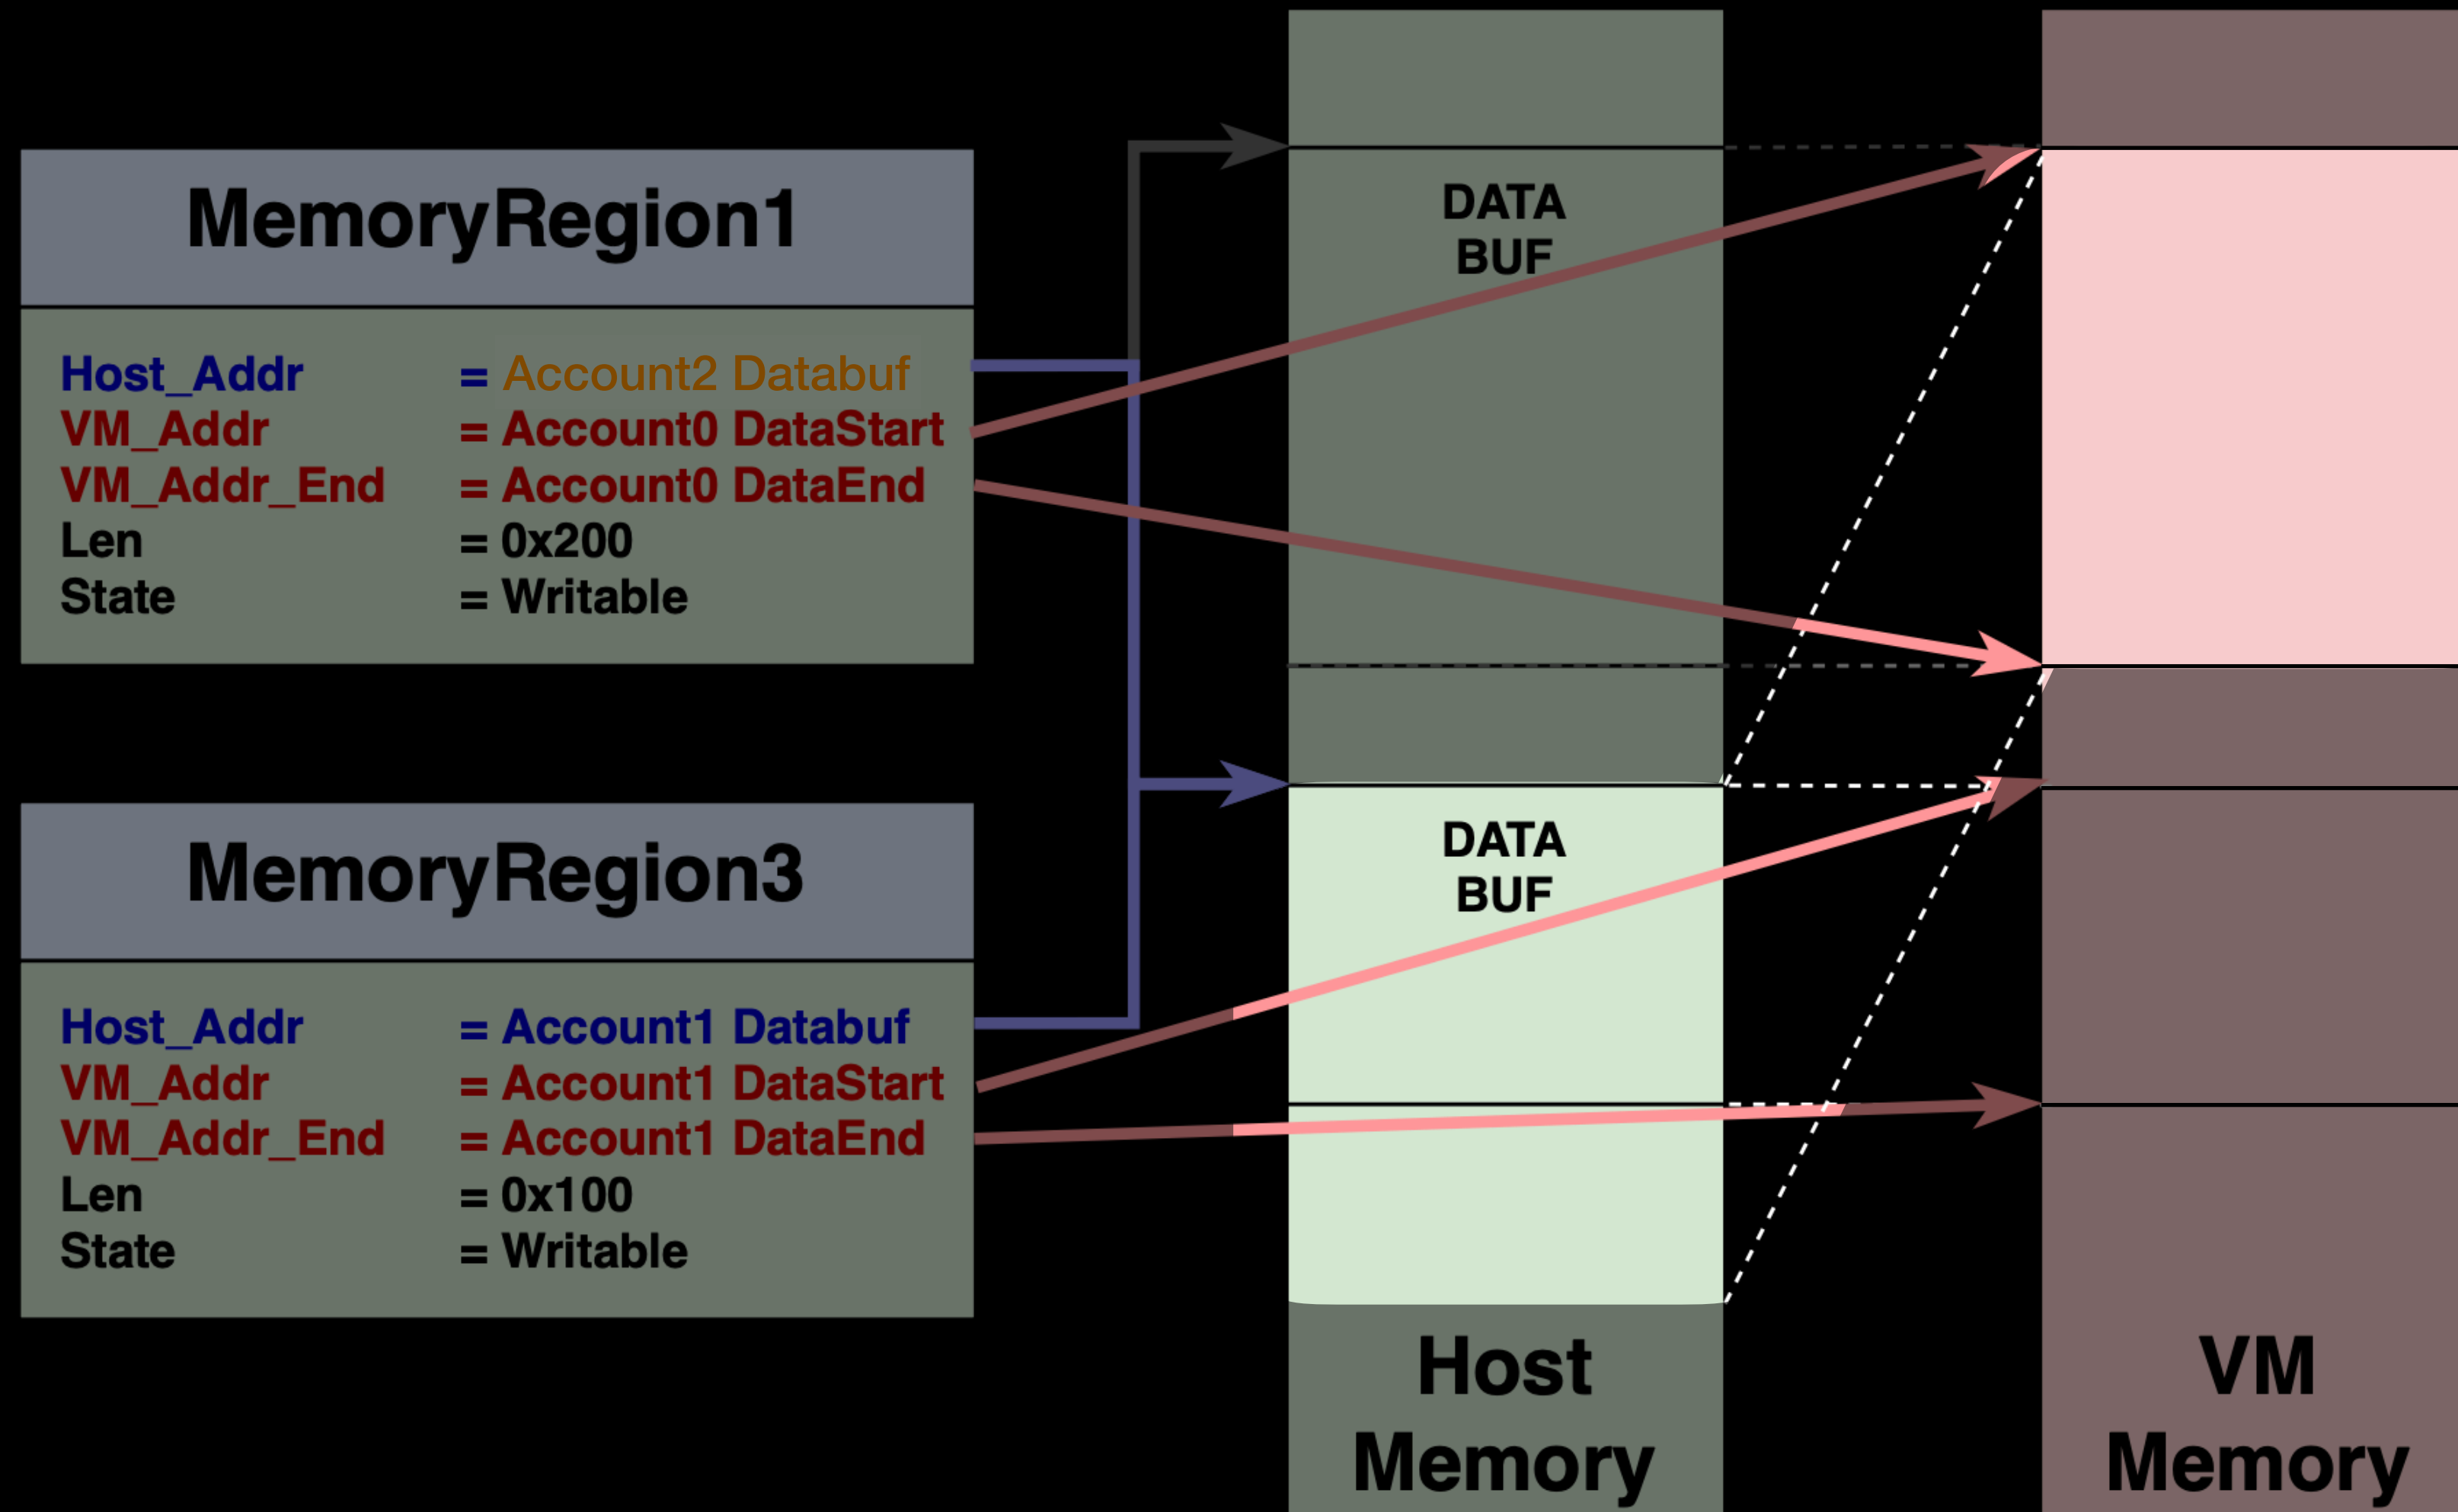 MemoryRegion1
Host_Addr = Account2 Databuf
VM_Addr = Account0 DataStart
VM_Addr_End = Account0 DataEnd
Len = 0x200
State = Writable
MemoryRegion3
Host_Addr = Account1 Databuf
VM_Addr = Account1 DataStart
VM_Addr_End = Account1 DataEnd
Len = 0x100
State = Writable
DATA
BUF
DATA
BUF
Host
Memory
VM
Memory